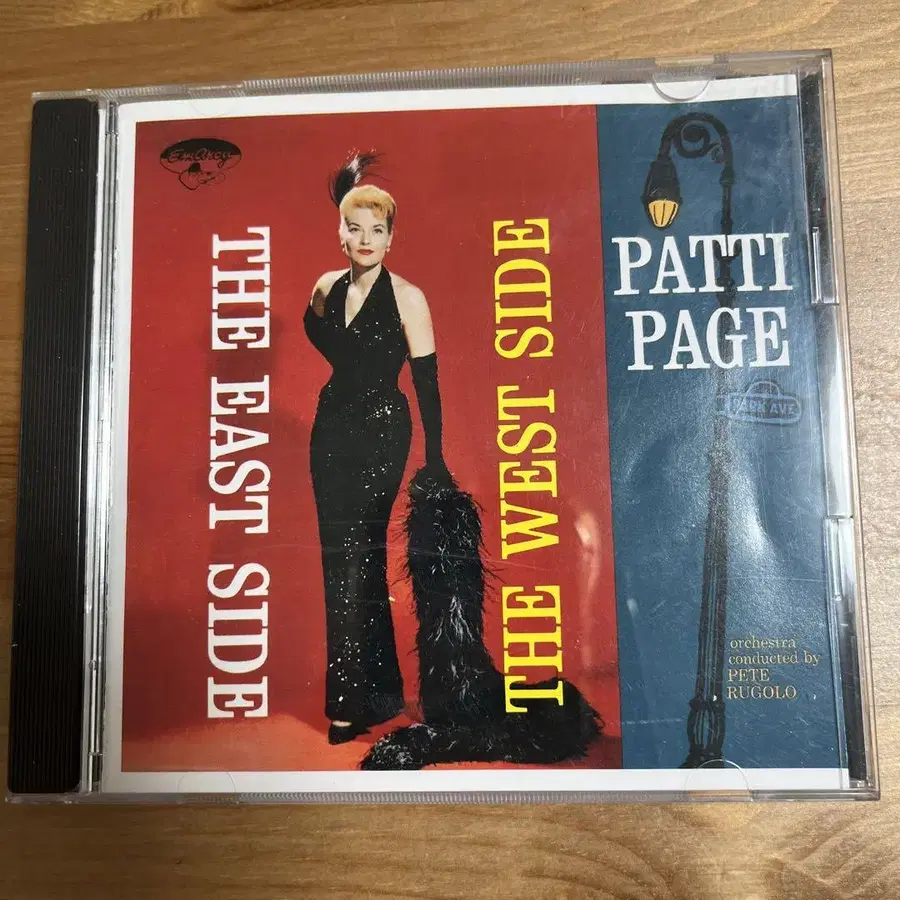 EmArcy
THE EAST SIDE
THE WEST SIDE
PATTI
PAGE
PARK AVE
orchestra
conducted by
PETE
RUGOLO